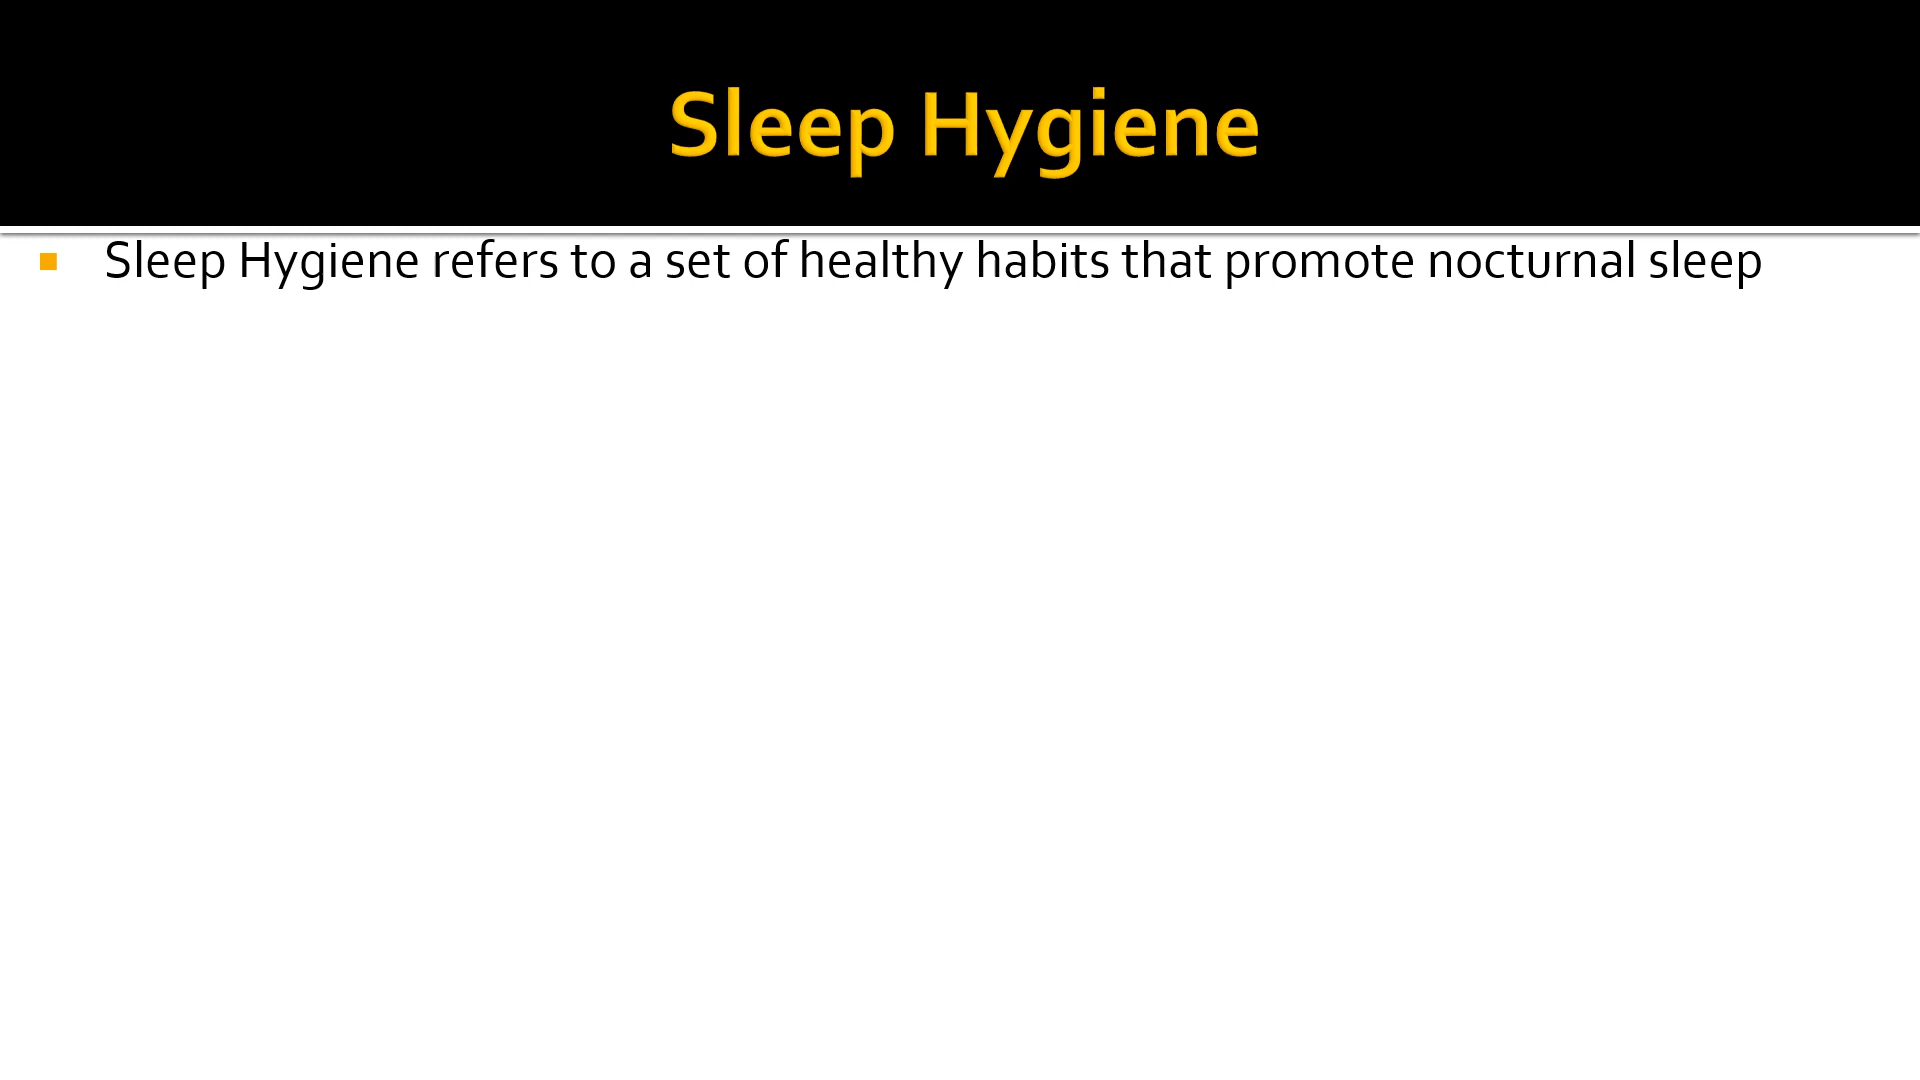 Sleep Hygiene
Sleep Hygiene refers to a set of healthy habits that promote nocturnal sleep